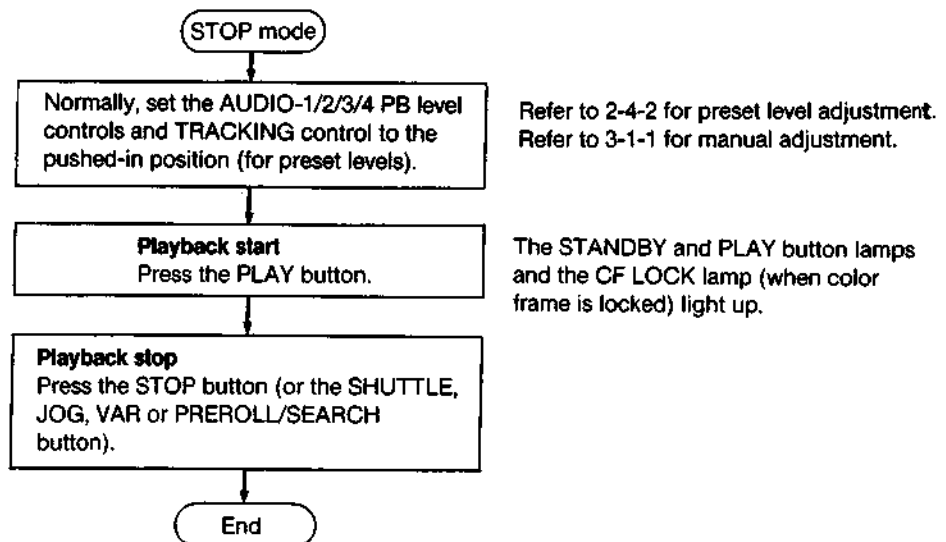 STOP mode
Normally, set the AUDIO-1/2/3/4 PB level
controls and TRACKING control to the
pushed-in position (for preset levels).
Refer to 2-4-2 for preset level adjustment.
Refer to 3-1-1 for manual adjustment.
Playback start
Press the PLAY button.
The STANDBY and PLAY button lamps
and the CF LOCK lamp (when color
frame is locked) light up.
Playback stop
Press the STOP button (or the SHUTTLE,
JOG, VAR or PREROLL/SEARCH
button).
End